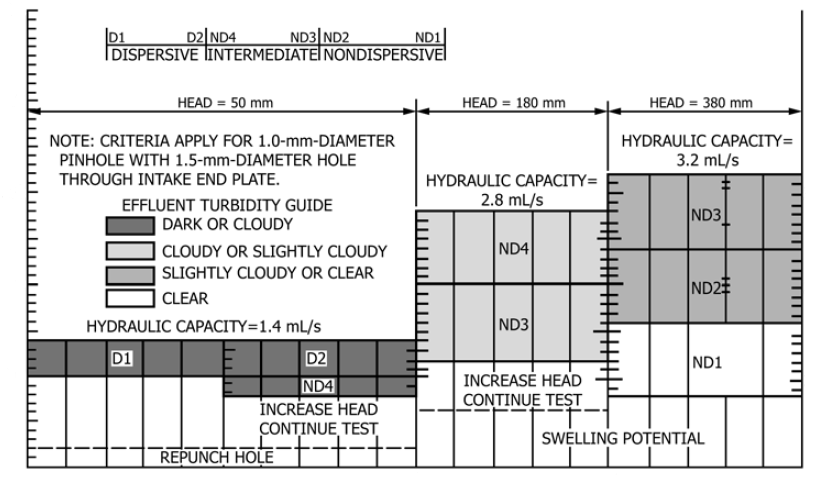 D1 D2 ND4 ND3 ND2 ND1
DISPERSIVE INTERMEDIATE NONDISPERSIVE
HEAD = 50 mm HEAD = 180 mm HEAD = 380 mm
NOTE: CRITERIA APPLY FOR 1.0-mm-DIAMETER
PINHOLE WITH 1.5-mm-DIAMETER HOLE
THROUGH INTAKE END PLATE.
EFFLUENT TURBIDITY GUIDE
DARK OR CLOUDY
CLOUDY OR SLIGHTLY CLOUDY
SLIGHTLY CLOUDY OR CLEAR
CLEAR
HYDRAULIC CAPACITY=1.4 mL/s
D1 D2
ND4
INCREASE HEAD
CONTINUE TEST
REPUNCH HOLE
HYDRAULIC CAPACITY=
2.8 mL/s
ND4
ND3
INCREASE HEAD
CONTINUE TEST
HYDRAULIC CAPACITY=
3.2 mL/s
ND3
ND2
ND1
SWELLING POTENTIAL